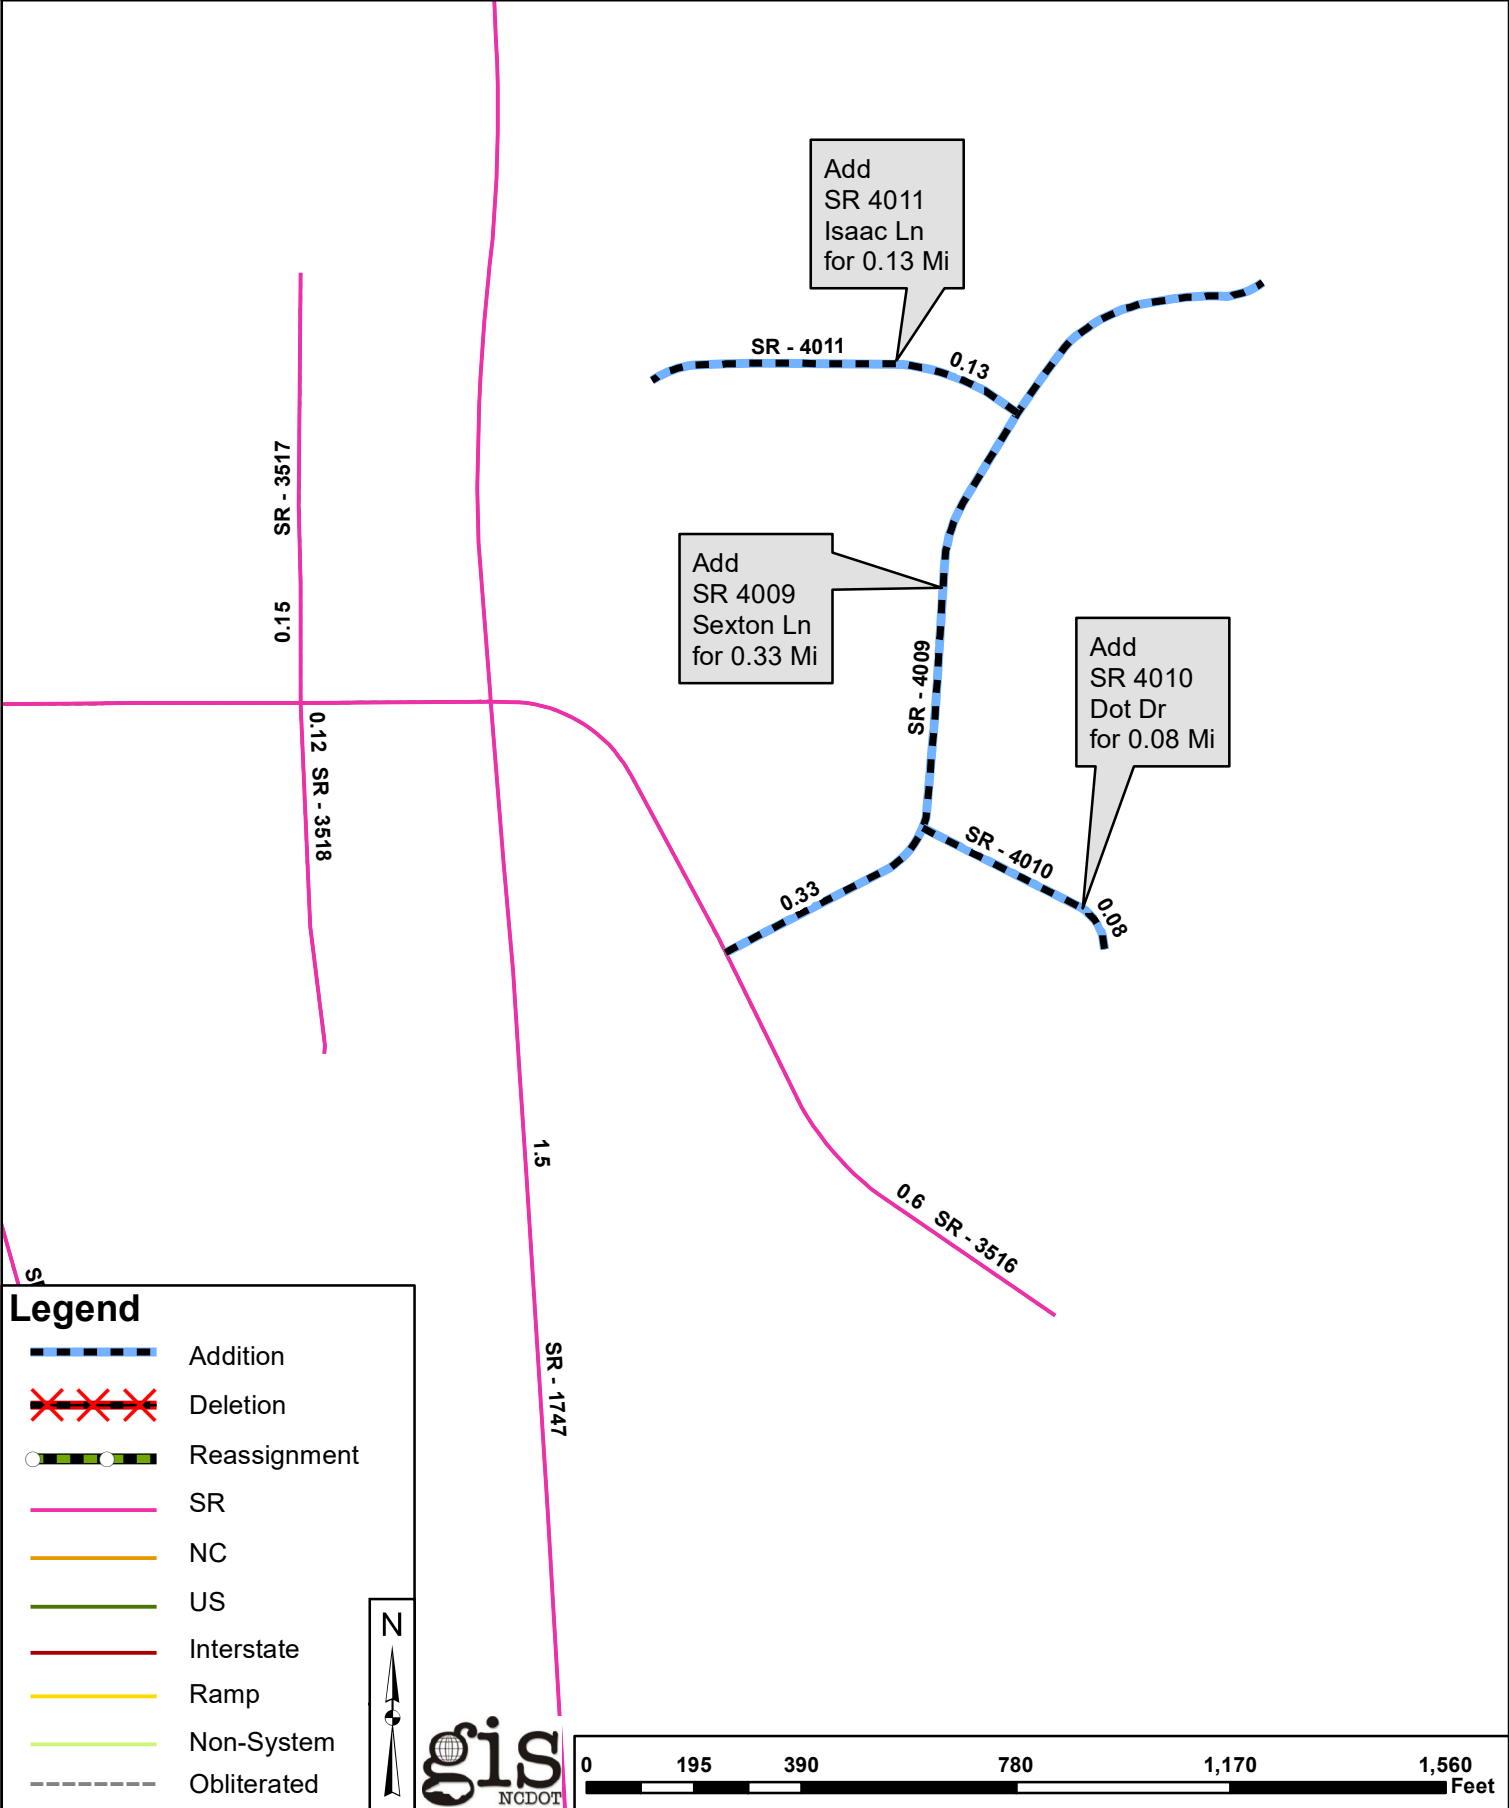 Add
SR 4011
Isaac Ln
for 0.13 Mi
SR - 4011
0.13
SR - 3517
0.15
Add
SR 4009
Sexton Ln
for 0.33 Mi
SR - 4009
Add
SR 4010
Dot Dr
for 0.08 Mi
0.12 SR - 3518
SR - 4010
0.33
0.08
1.5
0.6 SR - 3516
SR - 1747
Legend
Addition
Deletion
Reassignment
SR
NC
US
Interstate
Ramp
Non-System
Obliterated
N
gis
NCDOT
0 195 390 780 1,170 1,560
Feet